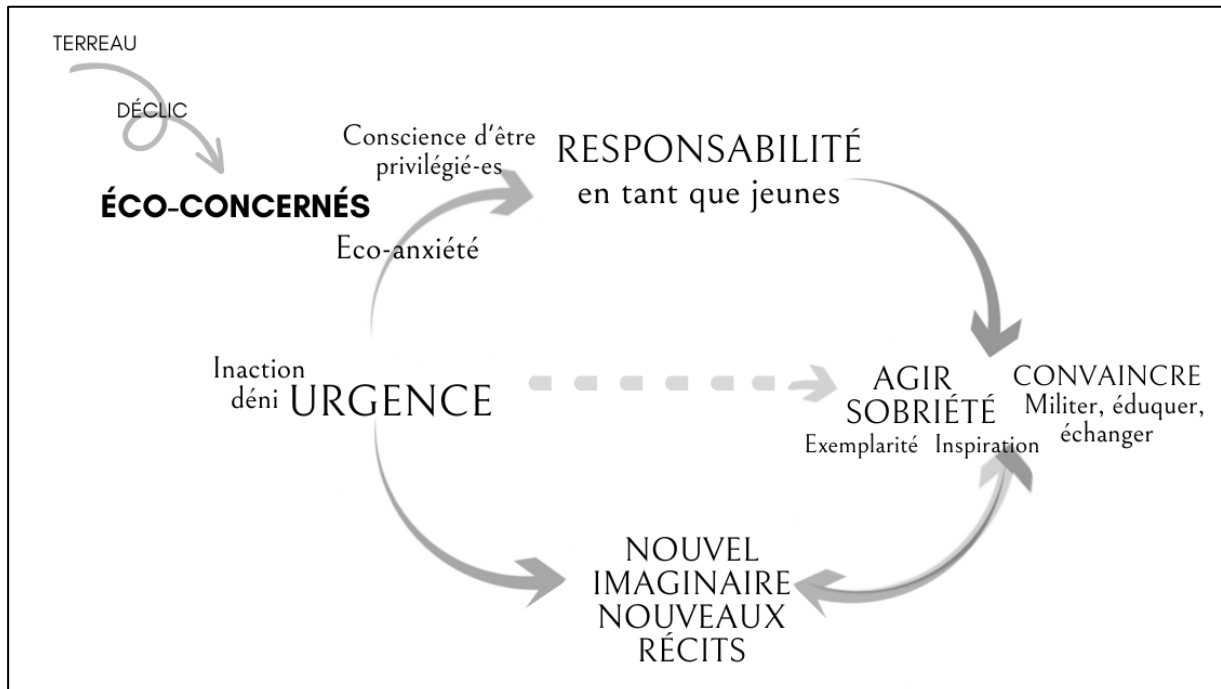 TERREAU
DÉCLIC
ÉCO-CONCERNÉS
Conscience d'être
privilégié-es
Eco-anxiété
RESPONSABILITÉ
en tant que jeunes
Inaction
déni
URGENCE
AGIR
SOBRIÉTÉ
Exemplarité Inspiration
CONVAINCRE
Militer, éduquer,
échanger
NOUVEL
IMAGINAIRE
NOUVEAUX
RÉCITS